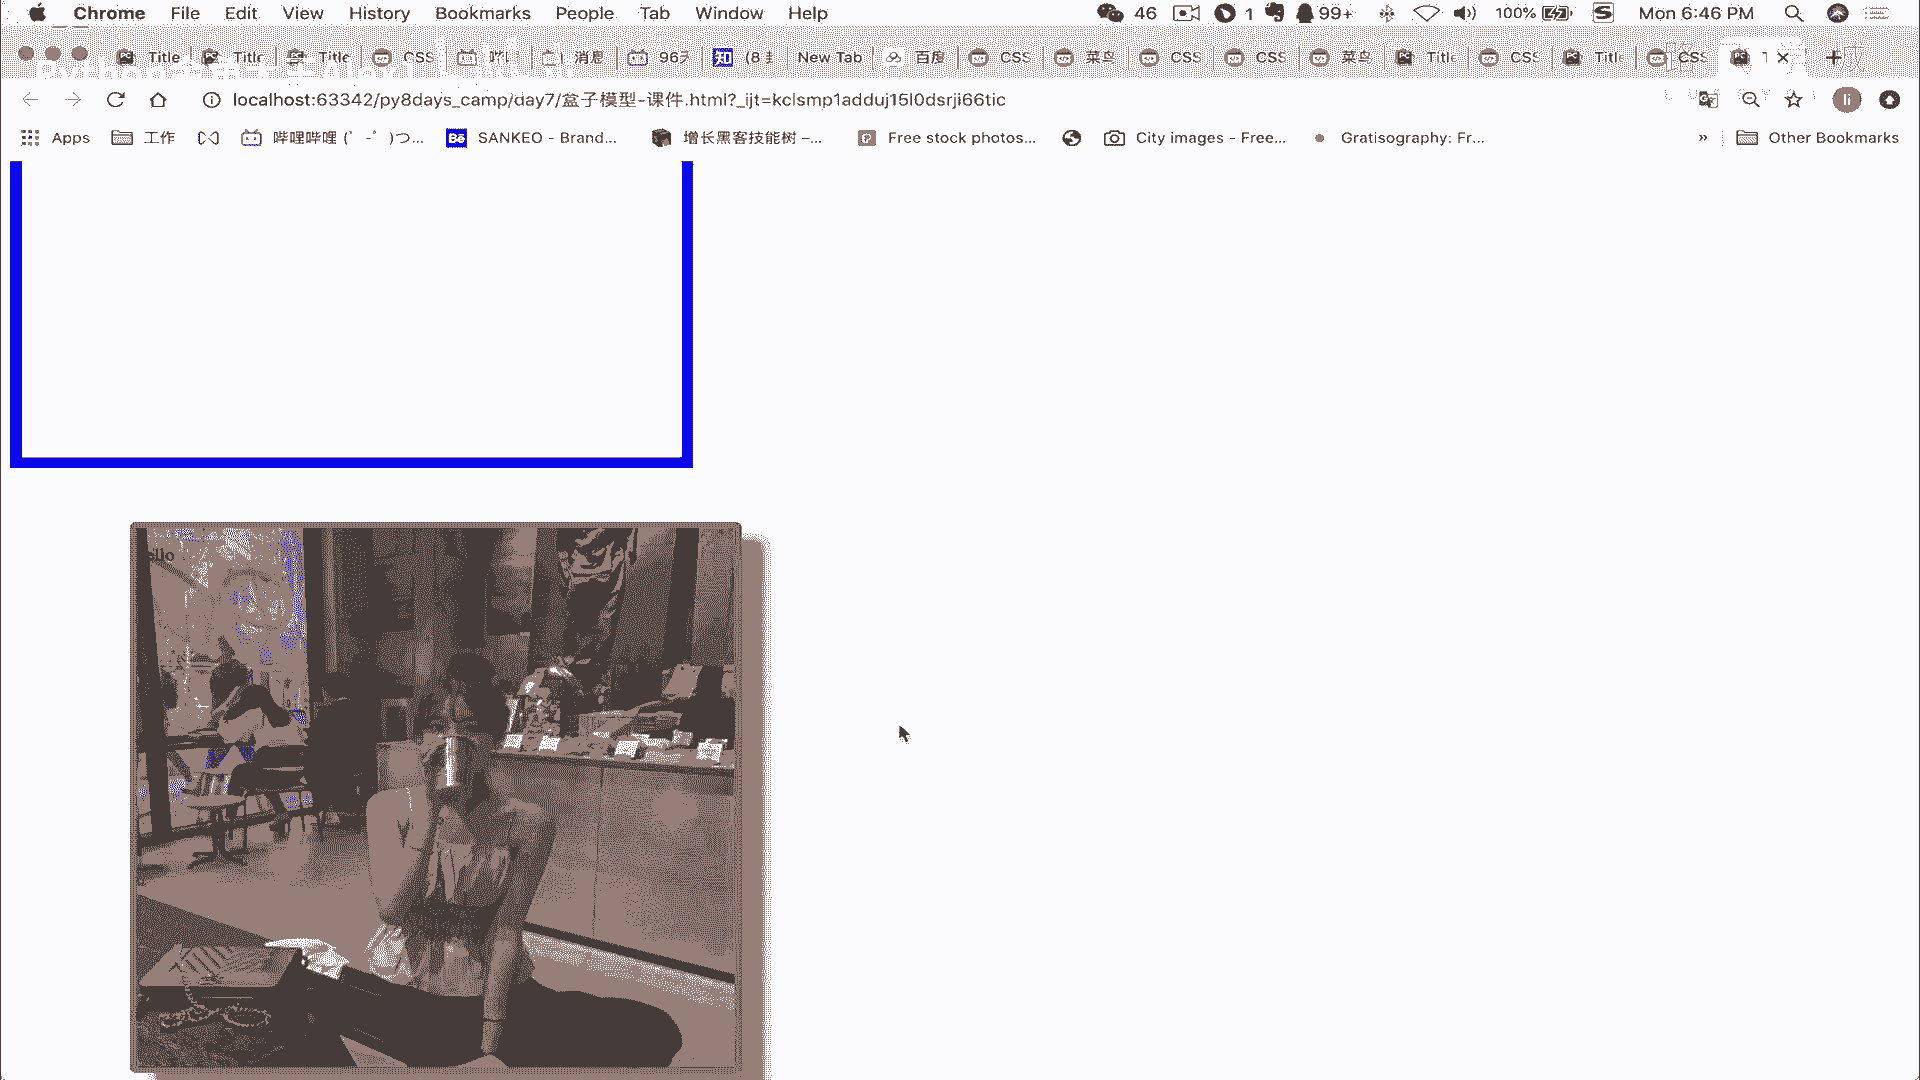 Chrome File Edit View History Bookmarks People Tab Window Help 46 1 99+ 100% Mon 6:46 PM
Title Title Title CSS 消息 知 (8 New Tab 百度 CSS 菜鸟 CSS CSS 菜鸟 Title CSS Title CSS T
localhost:63342/py8days_camp/day7/盒子模型-课件.html?_ijt=kclsmp1adduj15l0dsrji66tic
Apps 工作 哔哩哔哩 (゜-゜)つ... Bē SANKEO - Brand... 增长黑客技能树 –... Free stock photos... City images - Free... Gratisography: Fr... » Other Bookmarks